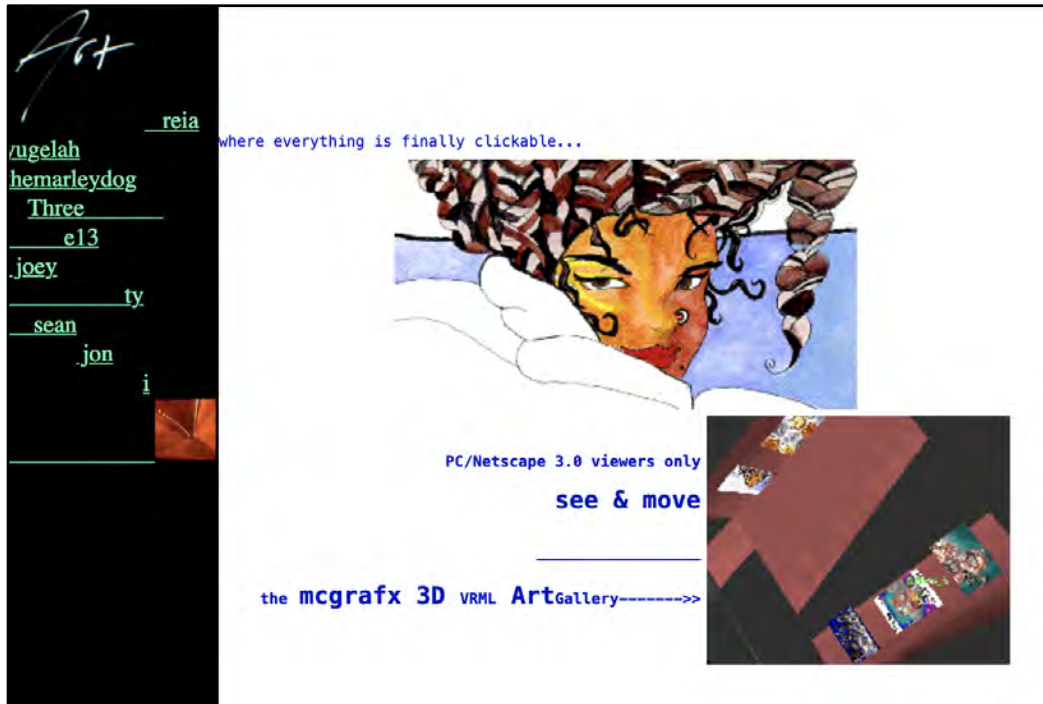 Art
reia
where everything is finally clickable...
yugelah
hemarleydog
Three
e13
joey
ty
sean
jon
i
PC/Netscape 3.0 viewers only
see & move
the mcgrafx 3D VRML ArtGallery------->>